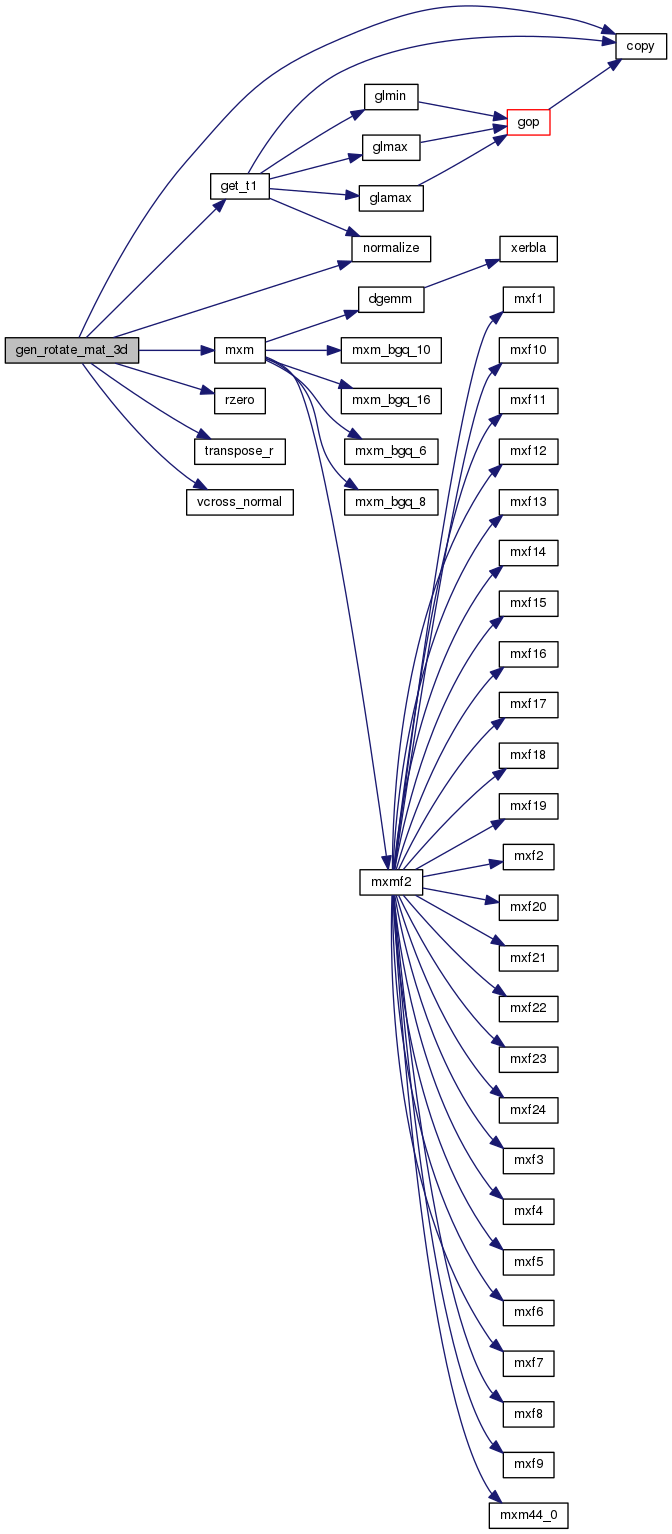 copy
glmin
gop
glmax
get_t1
glamax
normalize
xerbla
dgemm
mxf1
gen_rotate_mat_3d
mxm
mxm_bgq_10
mxf10
rzero
mxm_bgq_16
mxf11
transpose_r
mxm_bgq_6
mxf12
vcross_normal
mxm_bgq_8
mxf13
mxf14
mxf15
mxf16
mxf17
mxf18
mxf19
mxf2
mxmf2
mxf20
mxf21
mxf22
mxf23
mxf24
mxf3
mxf4
mxf5
mxf6
mxf7
mxf8
mxf9
mxm44_0